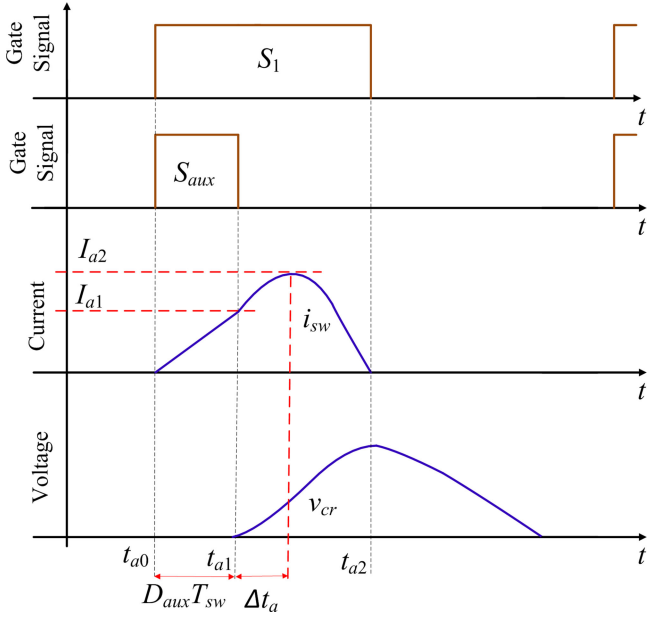 Gate
Signal
S1
t
Gate
Signal
Saux
t
Current
Ia2
Ia1
isw
t
Voltage
vcr
t
ta0
ta1
ta2
DauxTsw
Δta